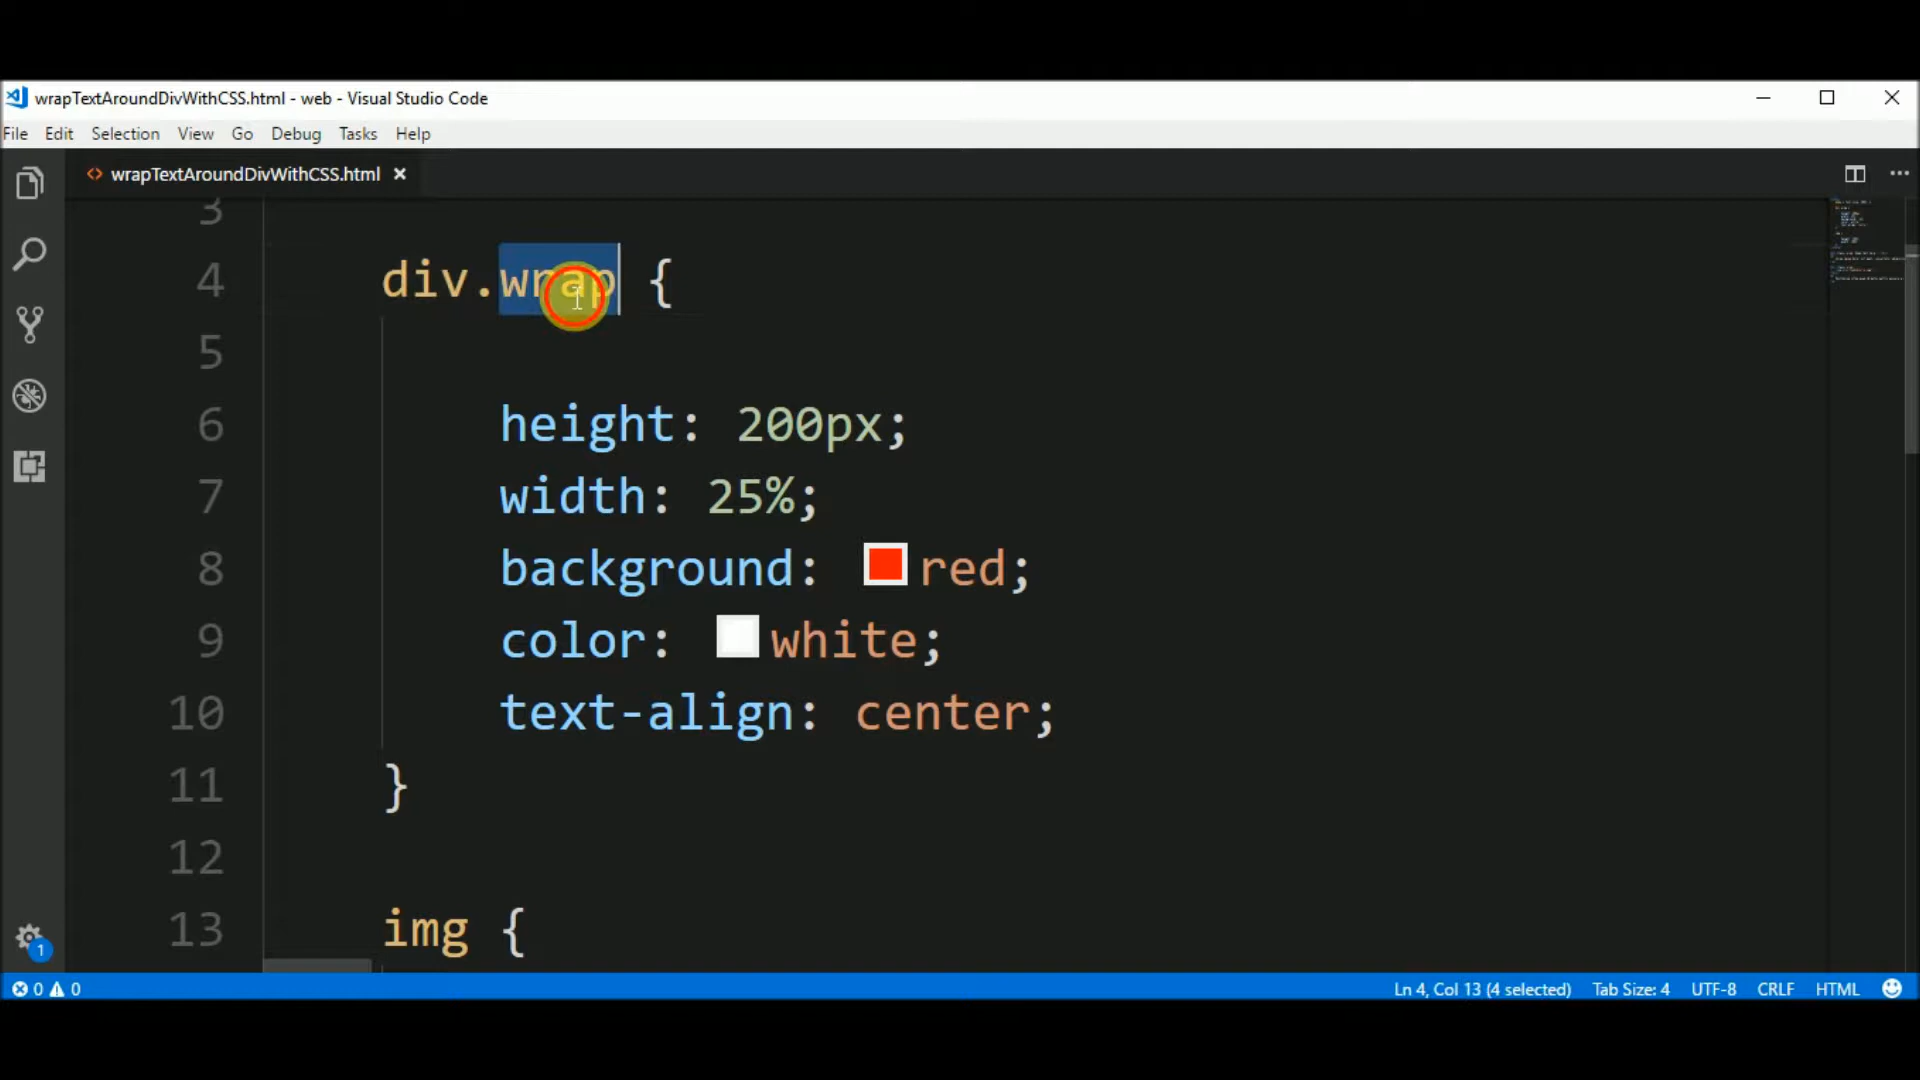 wrapTextAroundDivWithCSS.html - web - Visual Studio Code
File Edit Selection View Go Debug Tasks Help
wrapTextAroundDivWithCSS.html
3
4 div.wrap {
5
6 height: 200px;
7 width: 25%;
8 background: red;
9 color: white;
10 text-align: center;
11 }
12
13 img {
1
0 0 Ln 4, Col 13 (4 selected) Tab Size: 4 UTF-8 CRLF HTML